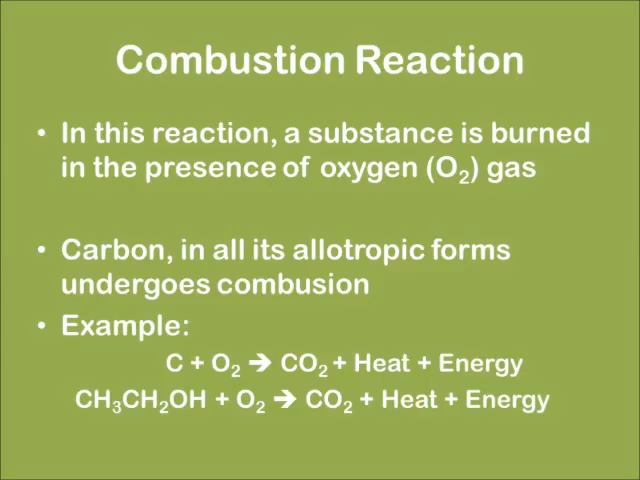 Combustion Reaction
• In this reaction, a substance is burned
in the presence of oxygen (O₂) gas
• Carbon, in all its allotropic forms
undergoes combusion
• Example:
C + O₂ ➔ CO₂ + Heat + Energy
CH₃CH₂OH + O₂ ➔ CO₂ + Heat + Energy